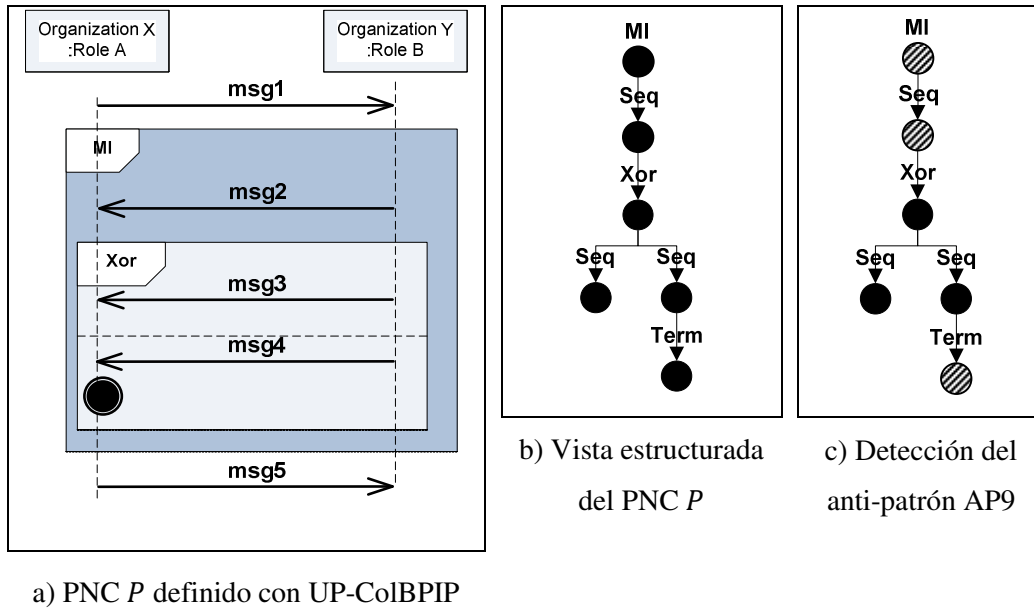 Organization X
:Role A
Organization Y
:Role B
msg1
MI
msg2
Xor
msg3
msg4
msg5
a) PNC P definido con UP-ColBPIP
MI
Seq
Xor
Seq Seq
Term
b) Vista estructurada
del PNC P
MI
Seq
Xor
Seq Seq
Term
c) Detección del
anti-patrón AP9